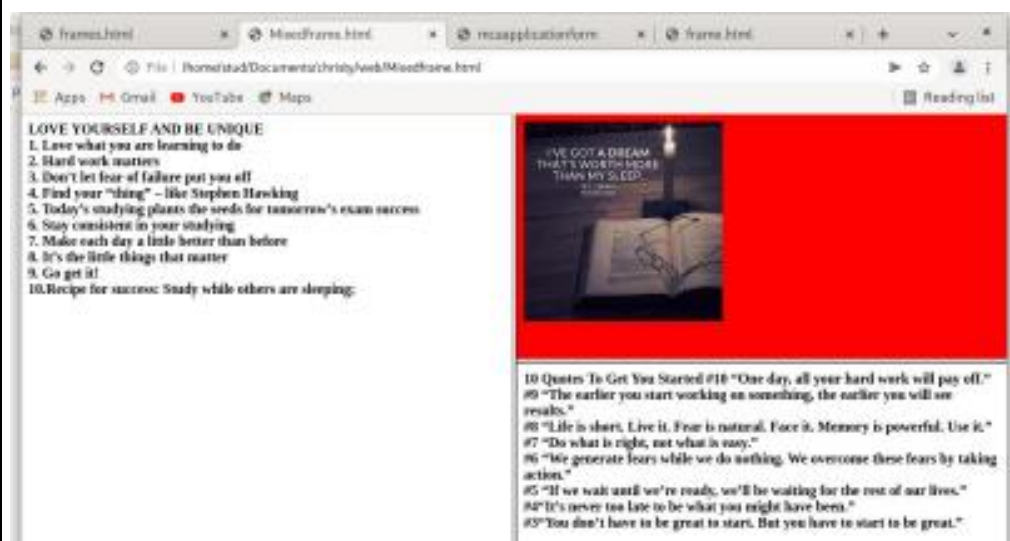 frames.html
Mixedframe.html
mcaapplicationform
frame.html
File | /home/stud/Documents/christy/web/Mixedframe.html
Apps Gmail YouTube Maps
Reading list
LOVE YOURSELF AND BE UNIQUE
1. Love what you are learning to do
2. Hard work matters
3. Don't let fear of failure put you off
4. Find your “thing” – like Stephen Hawking
5. Today's studying plants the seeds for tomorrow's exam success
6. Stay consistent in your studying
7. Make each day a little better than before
8. It's the little things that matter
9. Go get it!
10.Recipe for success: Study while others are sleeping;
I'VE GOT A DREAM
THAT'S WORTH MORE
THAN MY SLEEP.
10 Quotes To Get You Started #10 “One day, all your hard work will pay off.”
#9 “The earlier you start working on something, the earlier you will see
results.”
#8 “Life is short. Live it. Fear is natural. Face it. Memory is powerful. Use it.”
#7 “Do what is right, not what is easy.”
#6 “We generate fears while we do nothing. We overcome these fears by taking
action.”
#5 “If we wait until we're ready, we'll be waiting for the rest of our lives.”
#4“It's never too late to be what you might have been.”
#3“You don't have to be great to start. But you have to start to be great.”